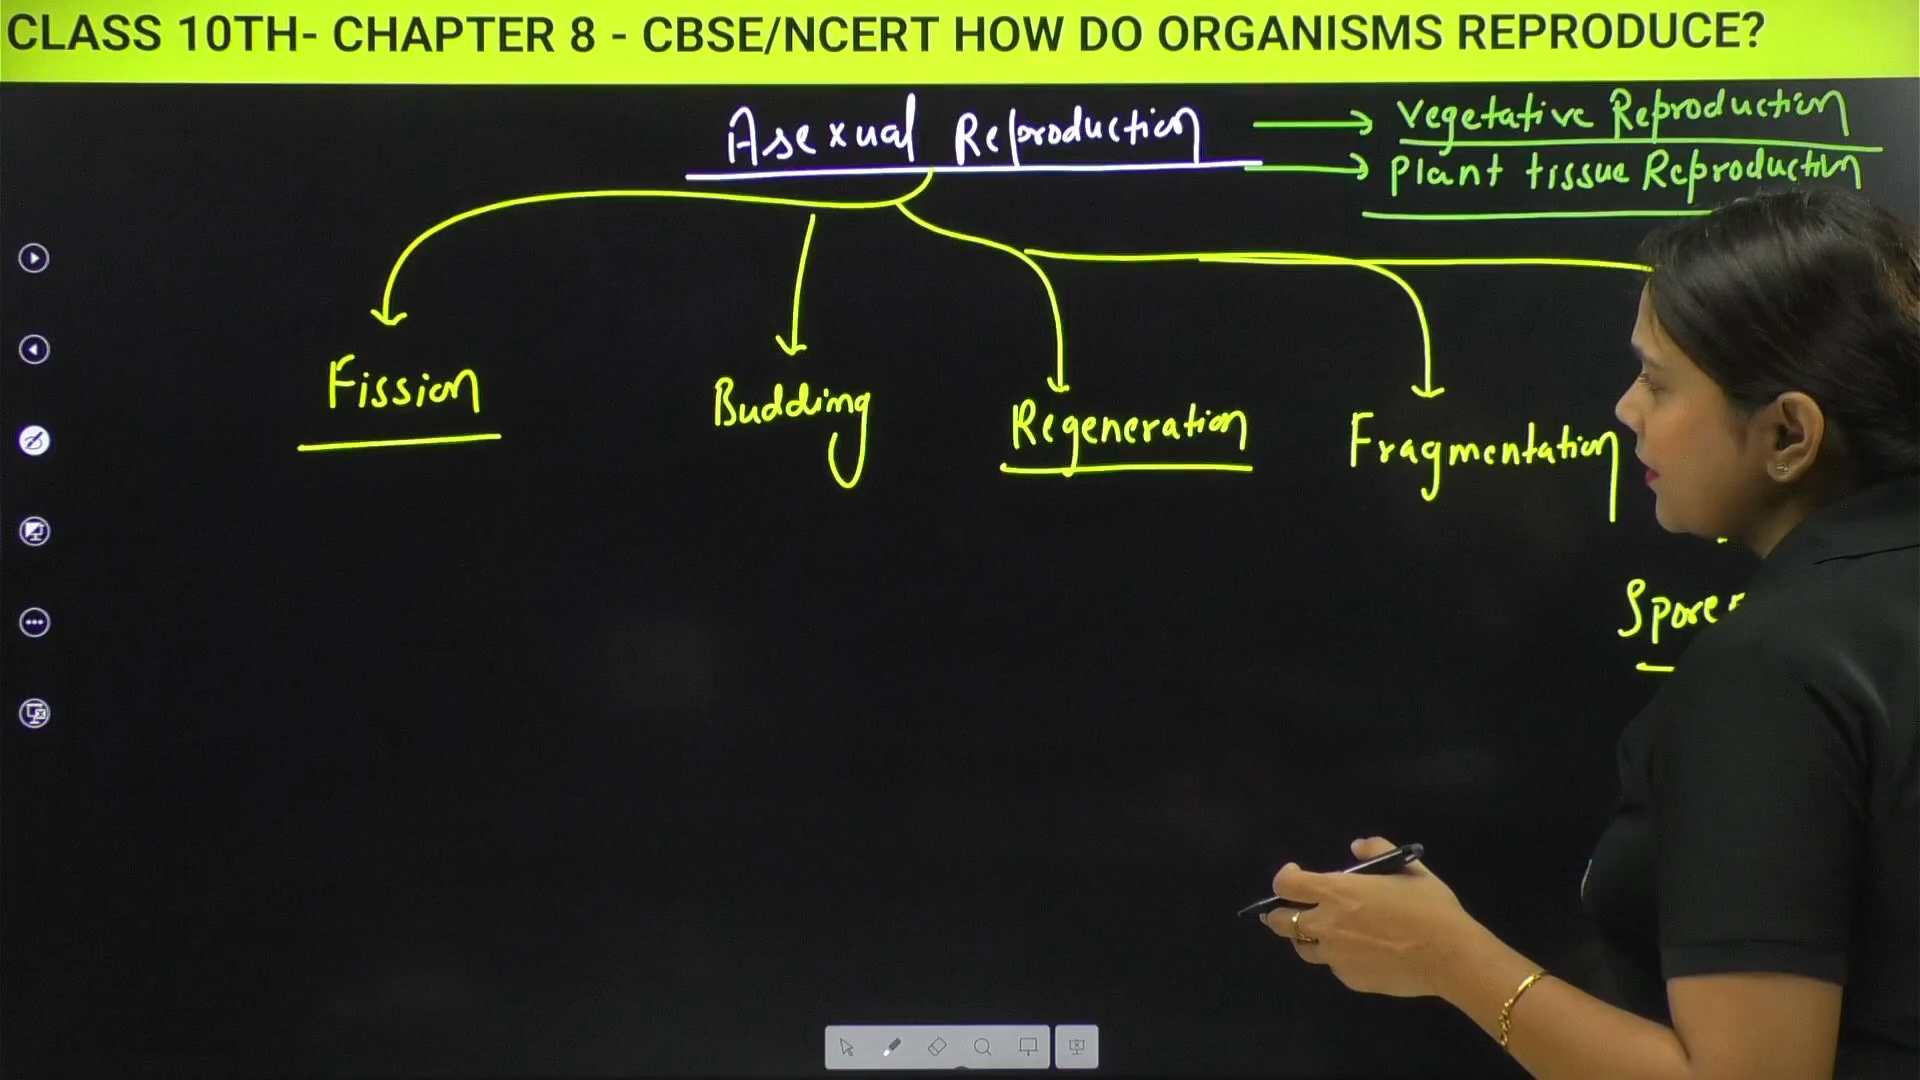 CLASS 10TH- CHAPTER 8 - CBSE/NCERT HOW DO ORGANISMS REPRODUCE?
Asexual Reproduction
Vegetative Reproduction
Plant tissue Reproduction
Fission
Budding
Regeneration
Fragmentation